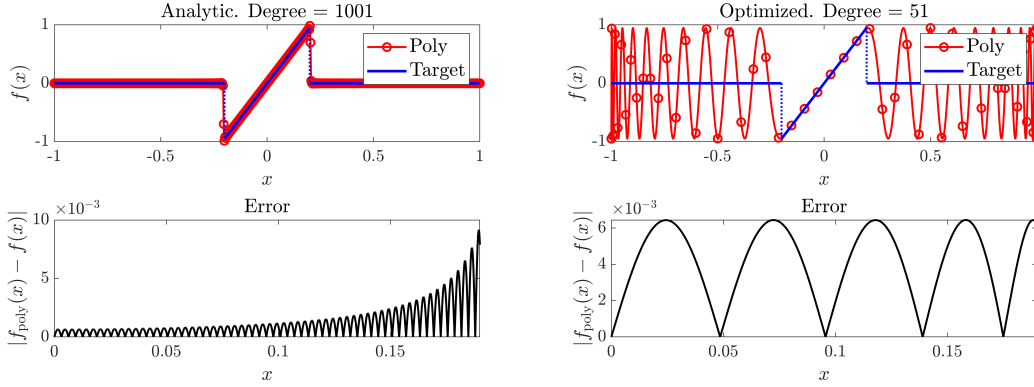 Analytic. Degree = 1001
1
0
-1
f(x)
Poly
Target
-1 -0.5 0 0.5 1
x
Optimized. Degree = 51
1
0
-1
f(x)
Poly
Target
-1 -0.5 0 0.5
x
×10⁻³
Error
10
5
0
|f_poly(x) − f(x)|
0 0.05 0.1 0.15
x
×10⁻³
Error
6
4
2
0
|f_poly(x) − f(x)|
0 0.05 0.1 0.15
x